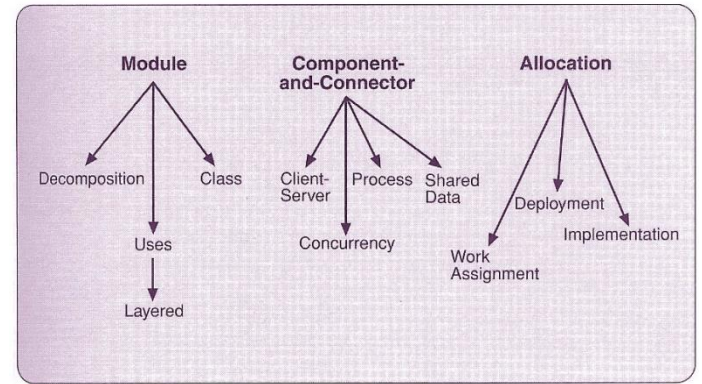 Module
Component-
and-Connector
Allocation
Decomposition
Class
Client-
Server
Process
Shared
Data
Deployment
Uses
Concurrency
Implementation
Work
Assignment
Layered